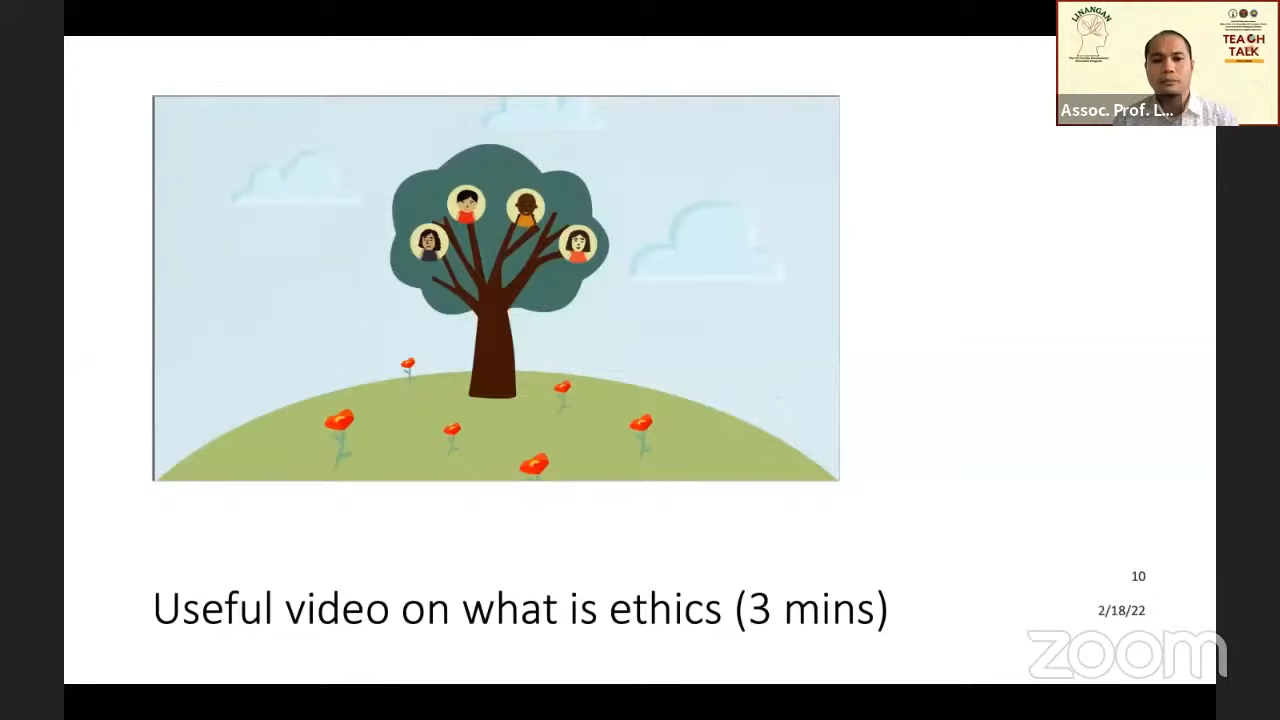 LINANGAN
TEACH
TALK
Assoc. Prof. L...
Useful video on what is ethics (3 mins)
10
2/18/22
zoom